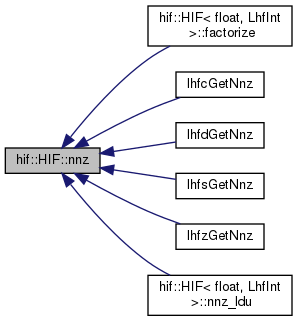 hif::HIF< float, LhfInt
>::factorize
lhfcGetNnz
lhfdGetNnz
hif::HIF::nnz
lhfsGetNnz
lhfzGetNnz
hif::HIF< float, LhfInt
>::nnz_ldu